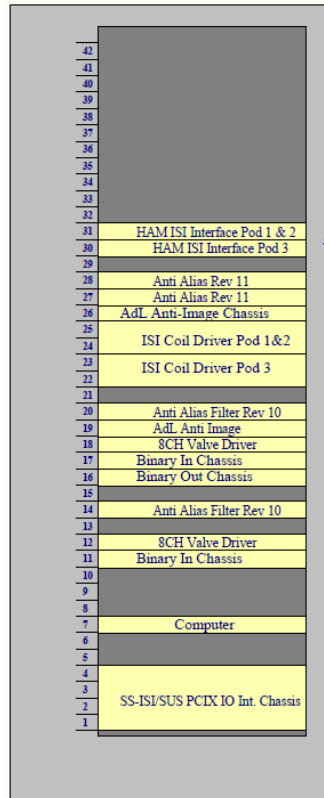 42
41
40
39
38
37
36
35
34
33
32
31 HAM ISI Interface Pod 1 & 2
30 HAM ISI Interface Pod 3
29
28 Anti Alias Rev 11
27 Anti Alias Rev 11
26 AdL Anti-Image Chassis
25
ISI Coil Driver Pod 1&2
24
23
ISI Coil Driver Pod 3
22
21
20 Anti Alias Filter Rev 10
19 AdL Anti Image
18 8CH Valve Driver
17 Binary In Chassis
16 Binary Out Chassis
15
14 Anti Alias Filter Rev 10
13
12 8CH Valve Driver
11 Binary In Chassis
10
9
8
7 Computer
6
5
4
3
SS-ISI/SUS PCIX IO Int. Chassis
2
1